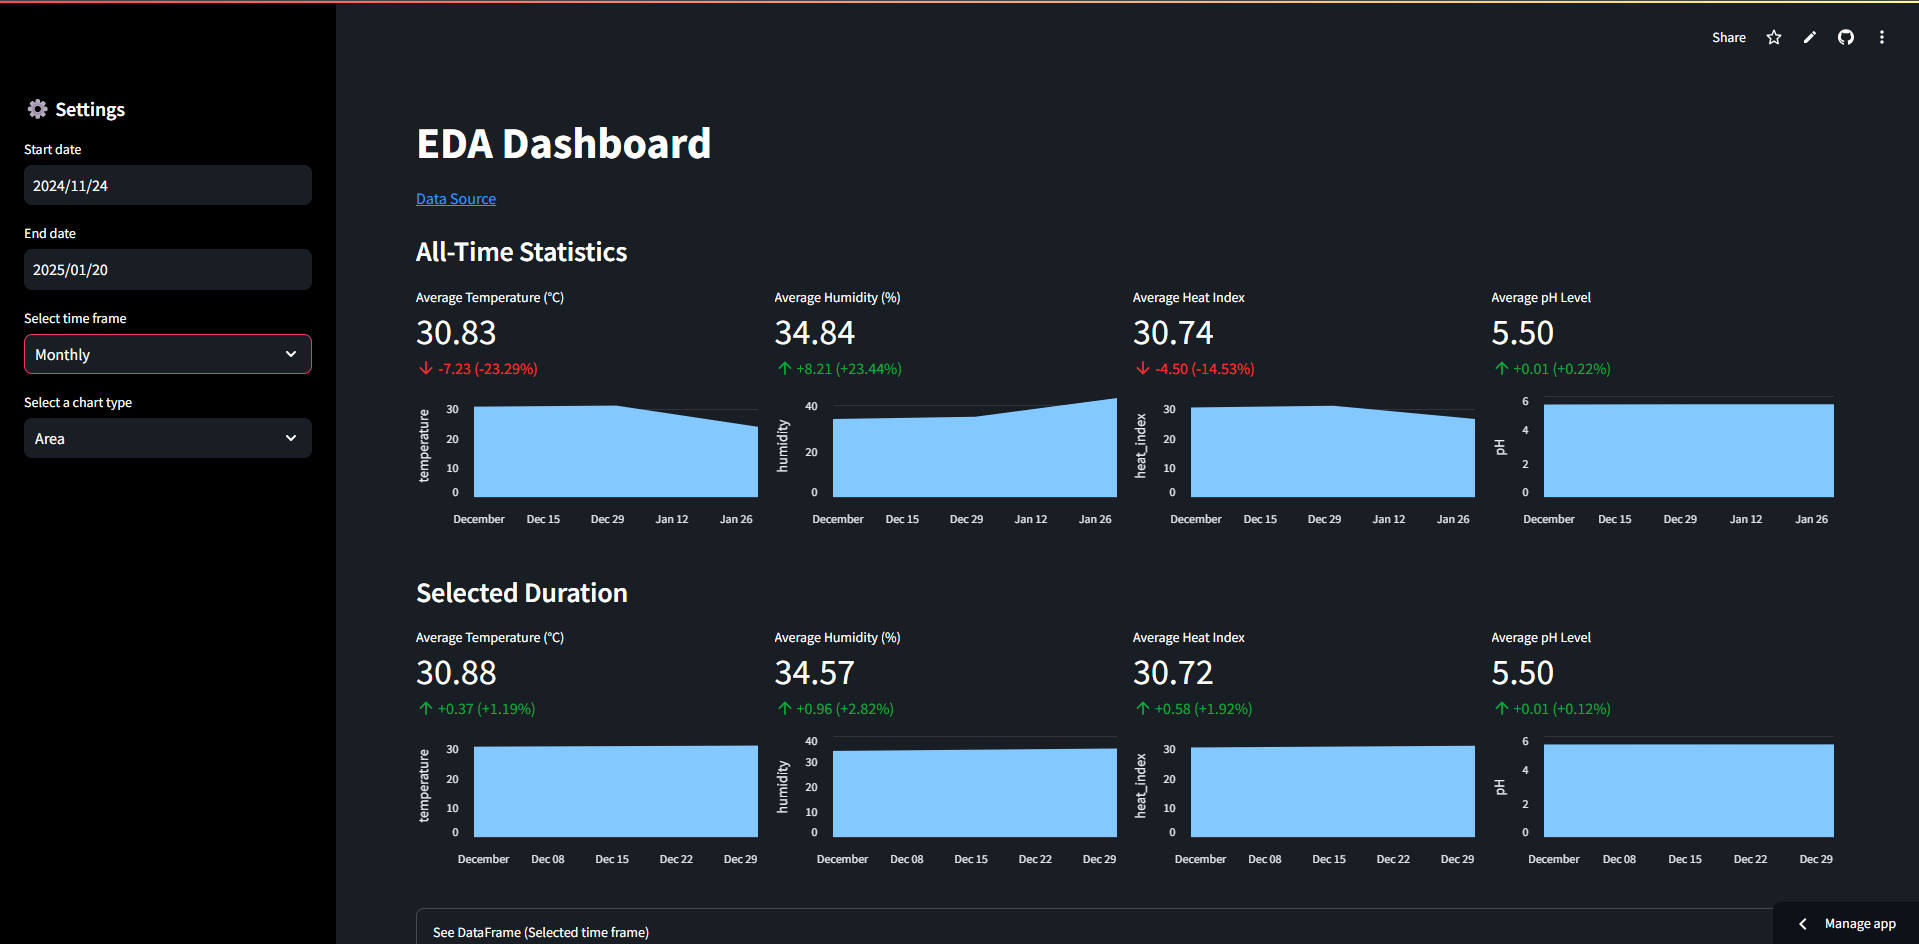 Share
Settings
Start date
2024/11/24
End date
2025/01/20
Select time frame
Monthly
Select a chart type
Area
EDA Dashboard
Data Source
All-Time Statistics
Average Temperature (°C)
30.83
-7.23 (-23.29%)
temperature
30
20
10
0
December Dec 15 Dec 29 Jan 12 Jan 26
Average Humidity (%)
34.84
+8.21 (+23.44%)
humidity
40
20
0
December Dec 15 Dec 29 Jan 12 Jan 26
Average Heat Index
30.74
-4.50 (-14.53%)
heat_index
30
20
10
0
December Dec 15 Dec 29 Jan 12 Jan 26
Average pH Level
5.50
+0.01 (+0.22%)
pH
6
4
2
0
December Dec 15 Dec 29 Jan 12 Jan 26
Selected Duration
Average Temperature (°C)
30.88
+0.37 (+1.19%)
temperature
30
20
10
0
December Dec 08 Dec 15 Dec 22 Dec 29
Average Humidity (%)
34.57
+0.96 (+2.82%)
humidity
40
30
20
10
0
December Dec 08 Dec 15 Dec 22 Dec 29
Average Heat Index
30.72
+0.58 (+1.92%)
heat_index
30
20
10
0
December Dec 08 Dec 15 Dec 22 Dec 29
Average pH Level
5.50
+0.01 (+0.12%)
pH
6
4
2
0
December Dec 08 Dec 15 Dec 22 Dec 29
See DataFrame (Selected time frame)
Manage app